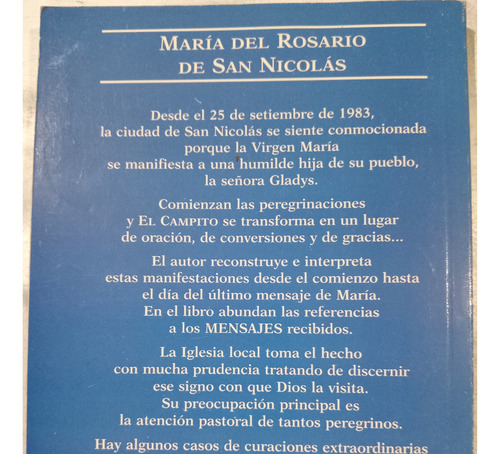 MARÍA DEL ROSARIO
DE SAN NICOLÁS
Desde el 25 de setiembre de 1983,
la ciudad de San Nicolás se siente conmocionada
porque la Virgen María
se manifiesta a una humilde hija de su pueblo,
la señora Gladys.
Comienzan las peregrinaciones
y EL CAMPITO se transforma en un lugar
de oración, de conversiones y de gracias...
El autor reconstruye e interpreta
estas manifestaciones desde el comienzo hasta
el día del último mensaje de María.
En el libro abundan las referencias
a los MENSAJES recibidos.
La Iglesia local toma el hecho
con mucha prudencia tratando de discernir
ese signo con que Dios la visita.
Su preocupación principal es
la atención pastoral de tantos peregrinos.
Hay algunos casos de curaciones extraordinarias